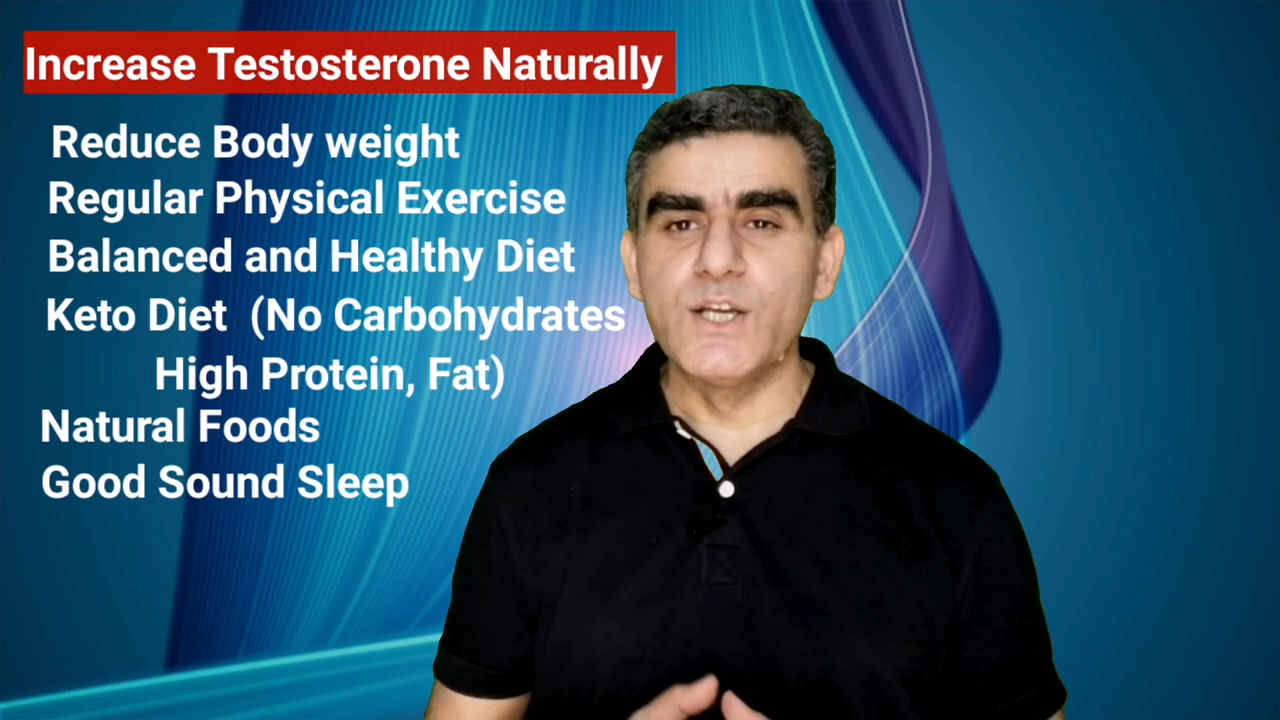 Increase Testosterone Naturally
Reduce Body weight
Regular Physical Exercise
Balanced and Healthy Diet
Keto Diet (No Carbohydrates
High Protein, Fat)
Natural Foods
Good Sound Sleep